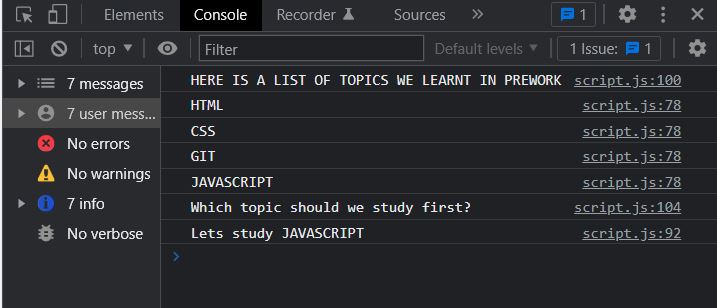 Elements Console Recorder Sources » 1
top Filter Default levels 1 Issue: 1
7 messages
7 user mess...
No errors
No warnings
7 info
No verbose
HERE IS A LIST OF TOPICS WE LEARNT IN PREWORK script.js:100
HTML script.js:78
CSS script.js:78
GIT script.js:78
JAVASCRIPT script.js:78
Which topic should we study first? script.js:104
Lets study JAVASCRIPT script.js:92